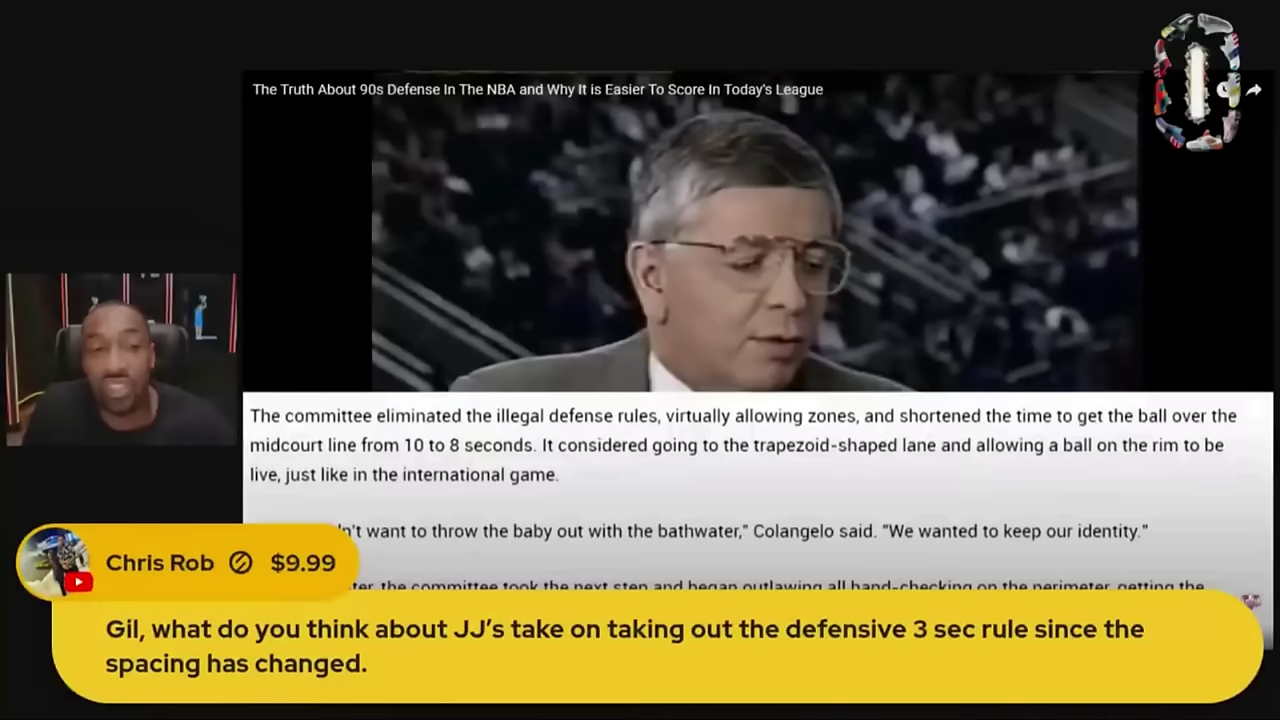 The Truth About 90s Defense In The NBA and Why It is Easier To Score In Today's League
The committee eliminated the illegal defense rules, virtually allowing zones, and shortened the time to get the ball over the
midcourt line from 10 to 8 seconds. It considered going to the trapezoid-shaped lane and allowing a ball on the rim to be
live, just like in the international game.
want to throw the baby out with the bathwater," Colangelo said. "We wanted to keep our identity."
the committee took the next step and began outlawing all hand-checking on the perimeter, getting the
Chris Rob $9.99
Gil, what do you think about JJ's take on taking out the defensive 3 sec rule since the
spacing has changed.